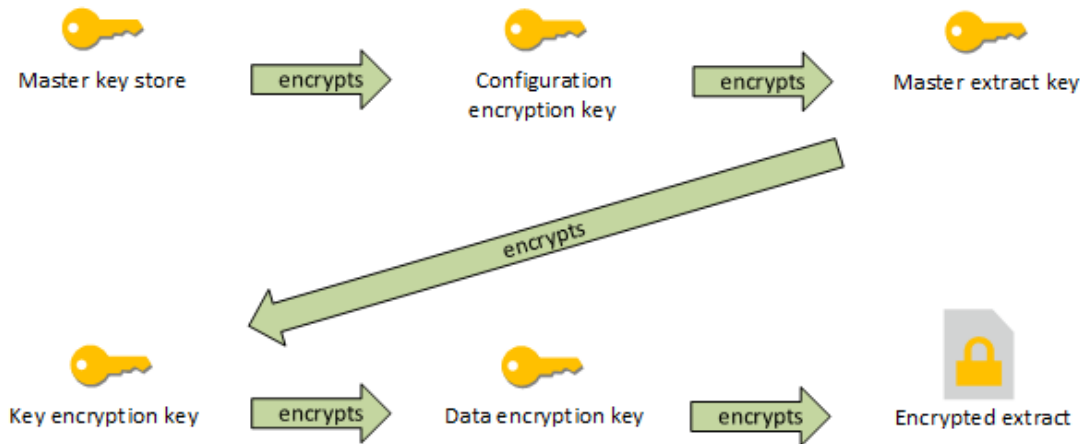 Master key store
encrypts
Configuration
encryption key
encrypts
Master extract key
encrypts
Key encryption key
encrypts
Data encryption key
encrypts
Encrypted extract